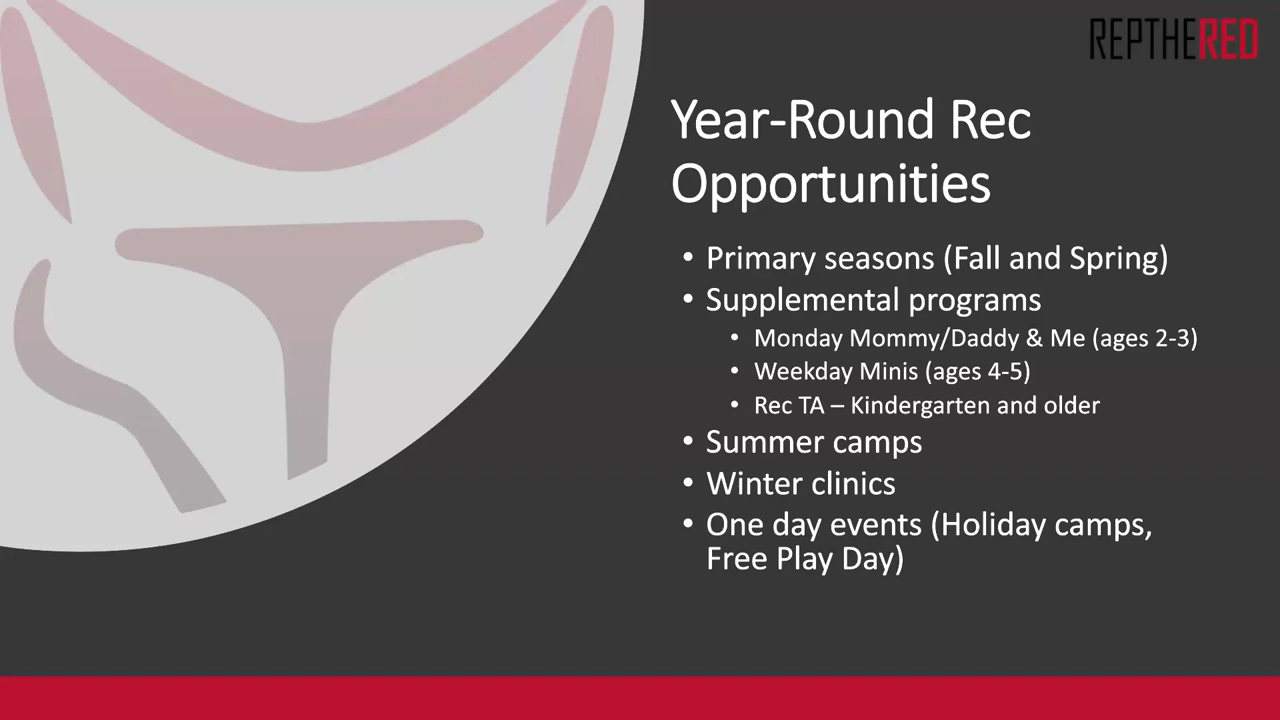 REPTHERED
Year-Round Rec
Opportunities
• Primary seasons (Fall and Spring)
• Supplemental programs
• Monday Mommy/Daddy & Me (ages 2-3)
• Weekday Minis (ages 4-5)
• Rec TA – Kindergarten and older
• Summer camps
• Winter clinics
• One day events (Holiday camps,
Free Play Day)